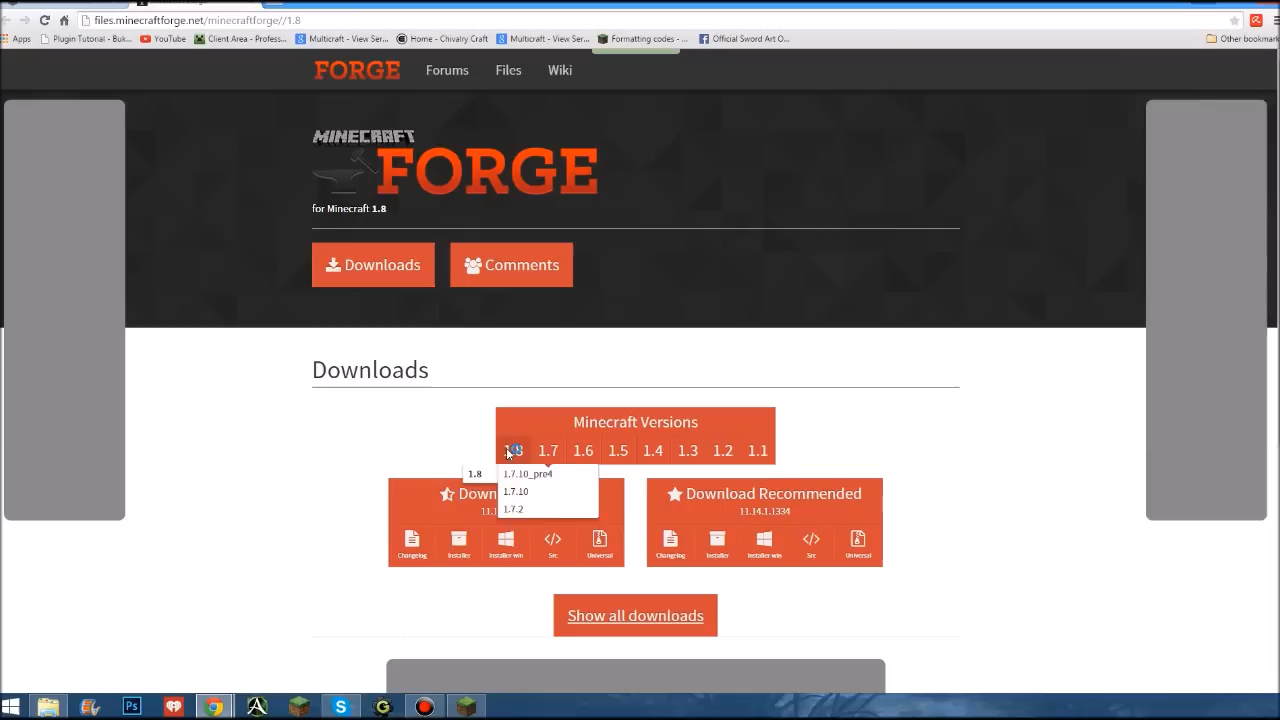 files.minecraftforge.net/minecraftforge//1.8
Apps Plugin Tutorial - Buk... YouTube Client Area - Profess... Multicraft - View Ser... Home - Chivalry Craft Multicraft - View Ser... Formatting codes - ... Official Sword Art O... Other bookmark
FORGE Forums Files Wiki
MINECRAFT
FORGE
for Minecraft 1.8
Downloads Comments
Downloads
Minecraft Versions
1.7 1.6 1.5 1.4 1.3 1.2 1.1
1.8 1.7.10_pre4
1.7.10
1.7.2
Download Recommended
11.14.1.1334
Changelog Installer Installer win Src Universal
Changelog Installer Installer win Src Universal
Show all downloads
Ps